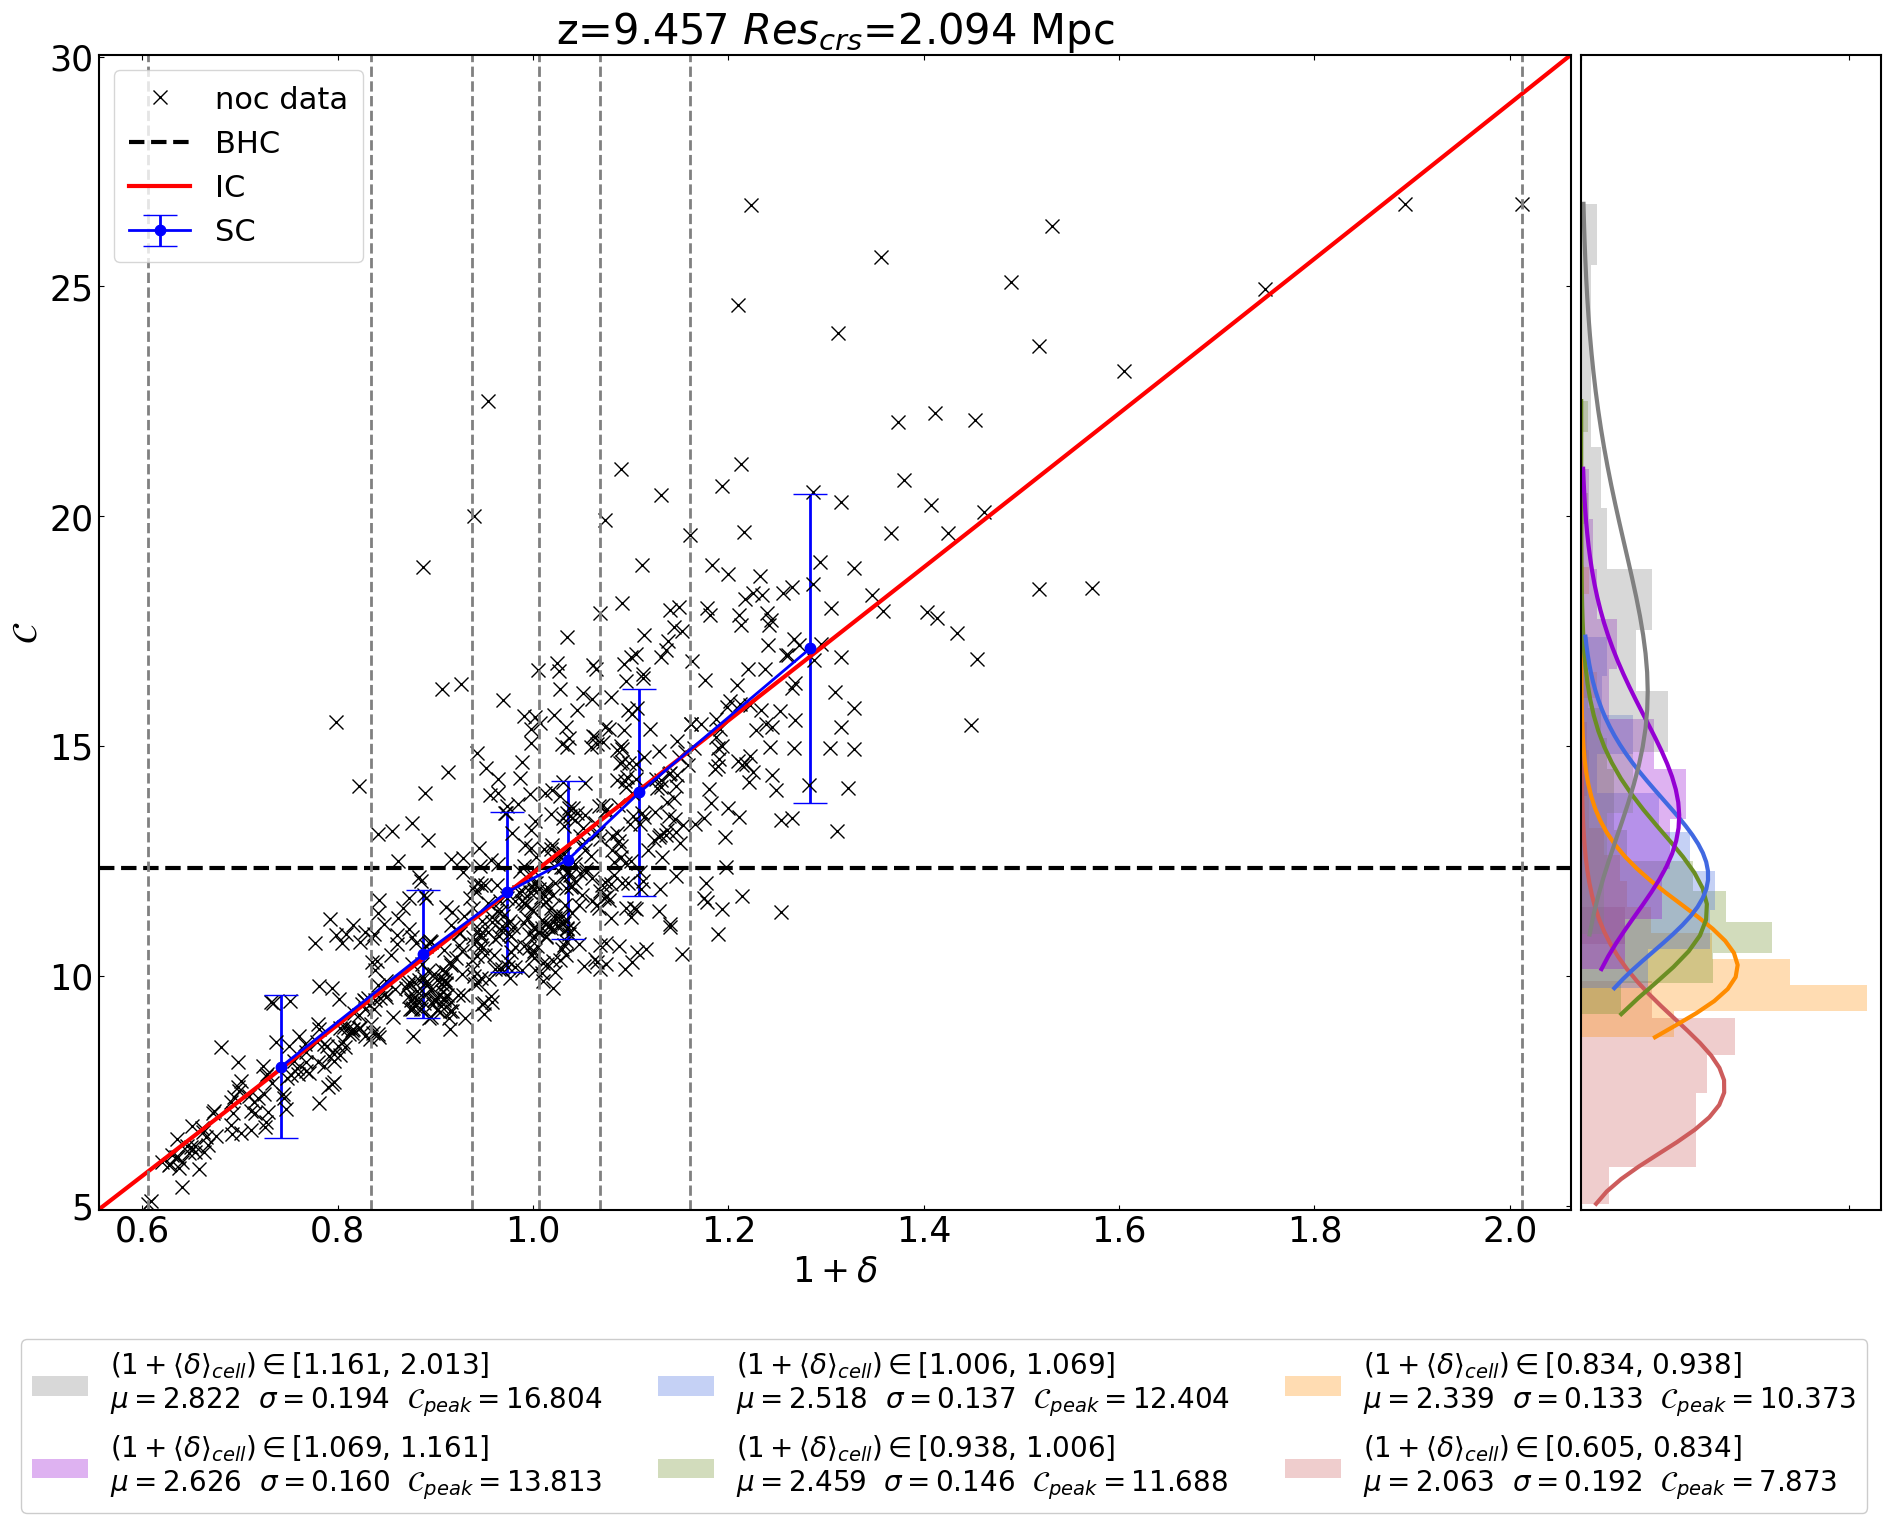 z=9.457 Res_crs=2.094 Mpc
noc data
BHC
IC
SC
30
25
20
15
10
5
𝒞
0.6 0.8 1.0 1.2 1.4 1.6 1.8 2.0
1 + δ
(1 + ⟨δ⟩_cell) ∈ [1.161, 2.013]
μ = 2.822 σ = 0.194 𝒞_peak = 16.804
(1 + ⟨δ⟩_cell) ∈ [1.069, 1.161]
μ = 2.626 σ = 0.160 𝒞_peak = 13.813
(1 + ⟨δ⟩_cell) ∈ [1.006, 1.069]
μ = 2.518 σ = 0.137 𝒞_peak = 12.404
(1 + ⟨δ⟩_cell) ∈ [0.938, 1.006]
μ = 2.459 σ = 0.146 𝒞_peak = 11.688
(1 + ⟨δ⟩_cell) ∈ [0.834, 0.938]
μ = 2.339 σ = 0.133 𝒞_peak = 10.373
(1 + ⟨δ⟩_cell) ∈ [0.605, 0.834]
μ = 2.063 σ = 0.192 𝒞_peak = 7.873